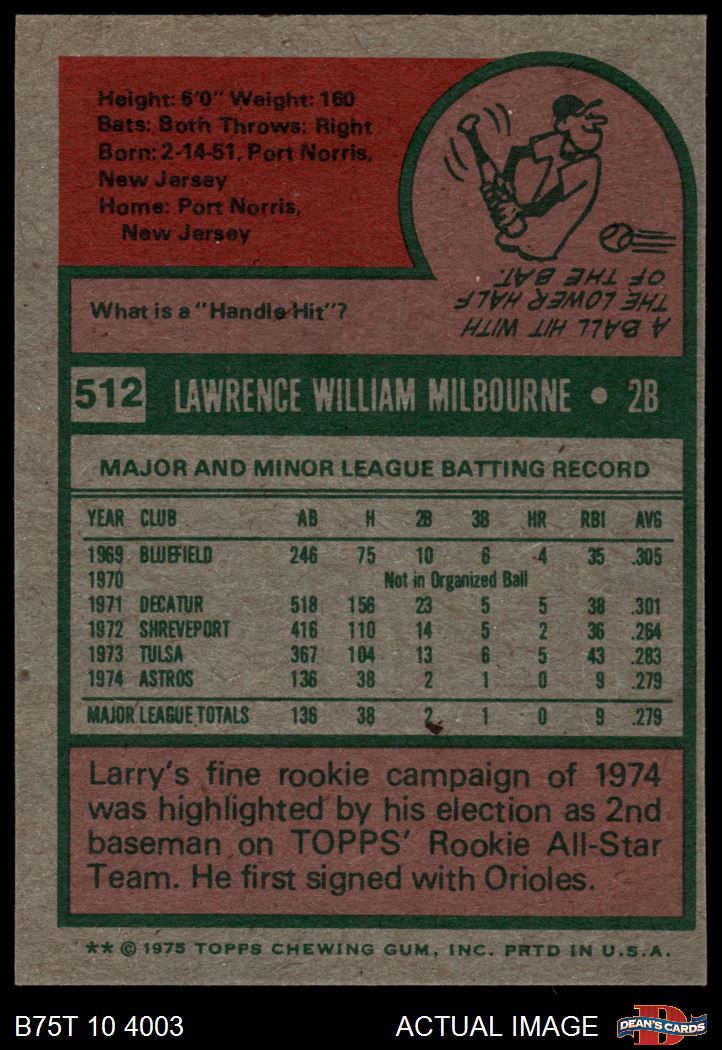 Height: 6'0" Weight: 160
Bats: Both Throws: Right
Born: 2-14-51, Port Norris,
New Jersey
Home: Port Norris,
New Jersey
What is a "Handle Hit"?
A BALL HIT WITH
THE LOWER HALF
OF THE BAT.
512 LAWRENCE WILLIAM MILBOURNE • 2B
MAJOR AND MINOR LEAGUE BATTING RECORD
YEAR CLUB AB H 2B 3B HR RBI AVG
1969 BLUEFIELD 246 75 10 6 4 35 .305
1970 Not in Organized Ball
1971 DECATUR 518 156 23 5 5 38 .301
1972 SHREVEPORT 416 110 14 5 2 36 .264
1973 TULSA 367 104 13 6 5 43 .283
1974 ASTROS 136 38 2 1 0 9 .279
MAJOR LEAGUE TOTALS 136 38 2 1 0 9 .279
Larry's fine rookie campaign of 1974
was highlighted by his election as 2nd
baseman on TOPPS' Rookie All-Star
Team. He first signed with Orioles.
** © 1975 TOPPS CHEWING GUM, INC. PRTD IN U.S.A.
B75T 10 4003
ACTUAL IMAGE
DEAN'S CARDS